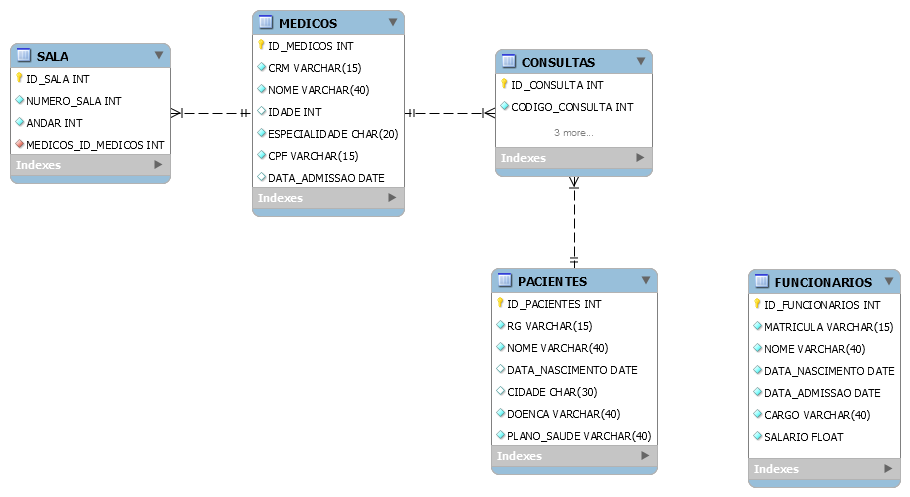 SALA
ID_SALA INT
NUMERO_SALA INT
ANDAR INT
MEDICOS_ID_MEDICOS INT
Indexes
MEDICOS
ID_MEDICOS INT
CRM VARCHAR(15)
NOME VARCHAR(40)
IDADE INT
ESPECIALIDADE CHAR(20)
CPF VARCHAR(15)
DATA_ADMISSAO DATE
Indexes
CONSULTAS
ID_CONSULTA INT
CODIGO_CONSULTA INT
3 more...
Indexes
PACIENTES
ID_PACIENTES INT
RG VARCHAR(15)
NOME VARCHAR(40)
DATA_NASCIMENTO DATE
CIDADE CHAR(30)
DOENCA VARCHAR(40)
PLANO_SAUDE VARCHAR(40)
Indexes
FUNCIONARIOS
ID_FUNCIONARIOS INT
MATRICULA VARCHAR(15)
NOME VARCHAR(40)
DATA_NASCIMENTO DATE
DATA_ADMISSAO DATE
CARGO VARCHAR(40)
SALARIO FLOAT
Indexes